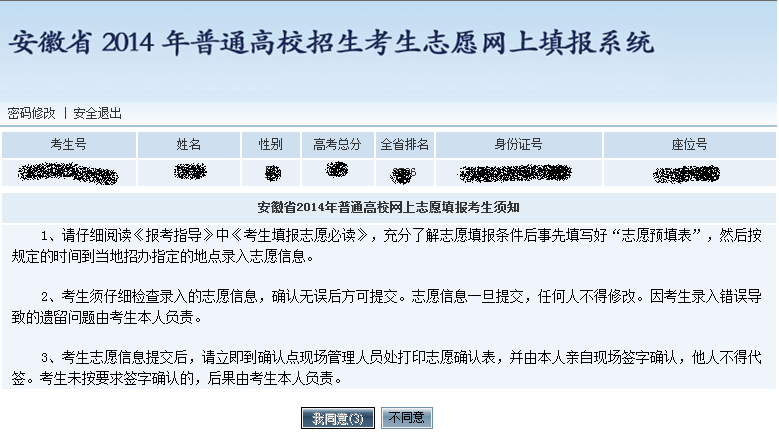 安徽省 2014 年普通高校招生考生志愿网上填报系统
密码修改 | 安全退出
考生号 姓名 性别 高考总分 全省排名 身份证号 座位号
安徽省2014年普通高校网上志愿填报考生须知
1、请仔细阅读《报考指导》中《考生填报志愿必读》，充分了解志愿填报条件后事先填写好“志愿预填表”，然后按
规定的时间到当地招办指定的地点录入志愿信息。
2、考生须仔细检查录入的志愿信息，确认无误后方可提交。志愿信息一旦提交，任何人不得修改。因考生录入错误导
致的遗留问题由考生本人负责。
3、考生志愿信息提交后，请立即到确认点现场管理人员处打印志愿确认表，并由本人亲自现场签字确认，他人不得代
签。考生未按要求签字确认的，后果由考生本人负责。
我同意(3) 不同意